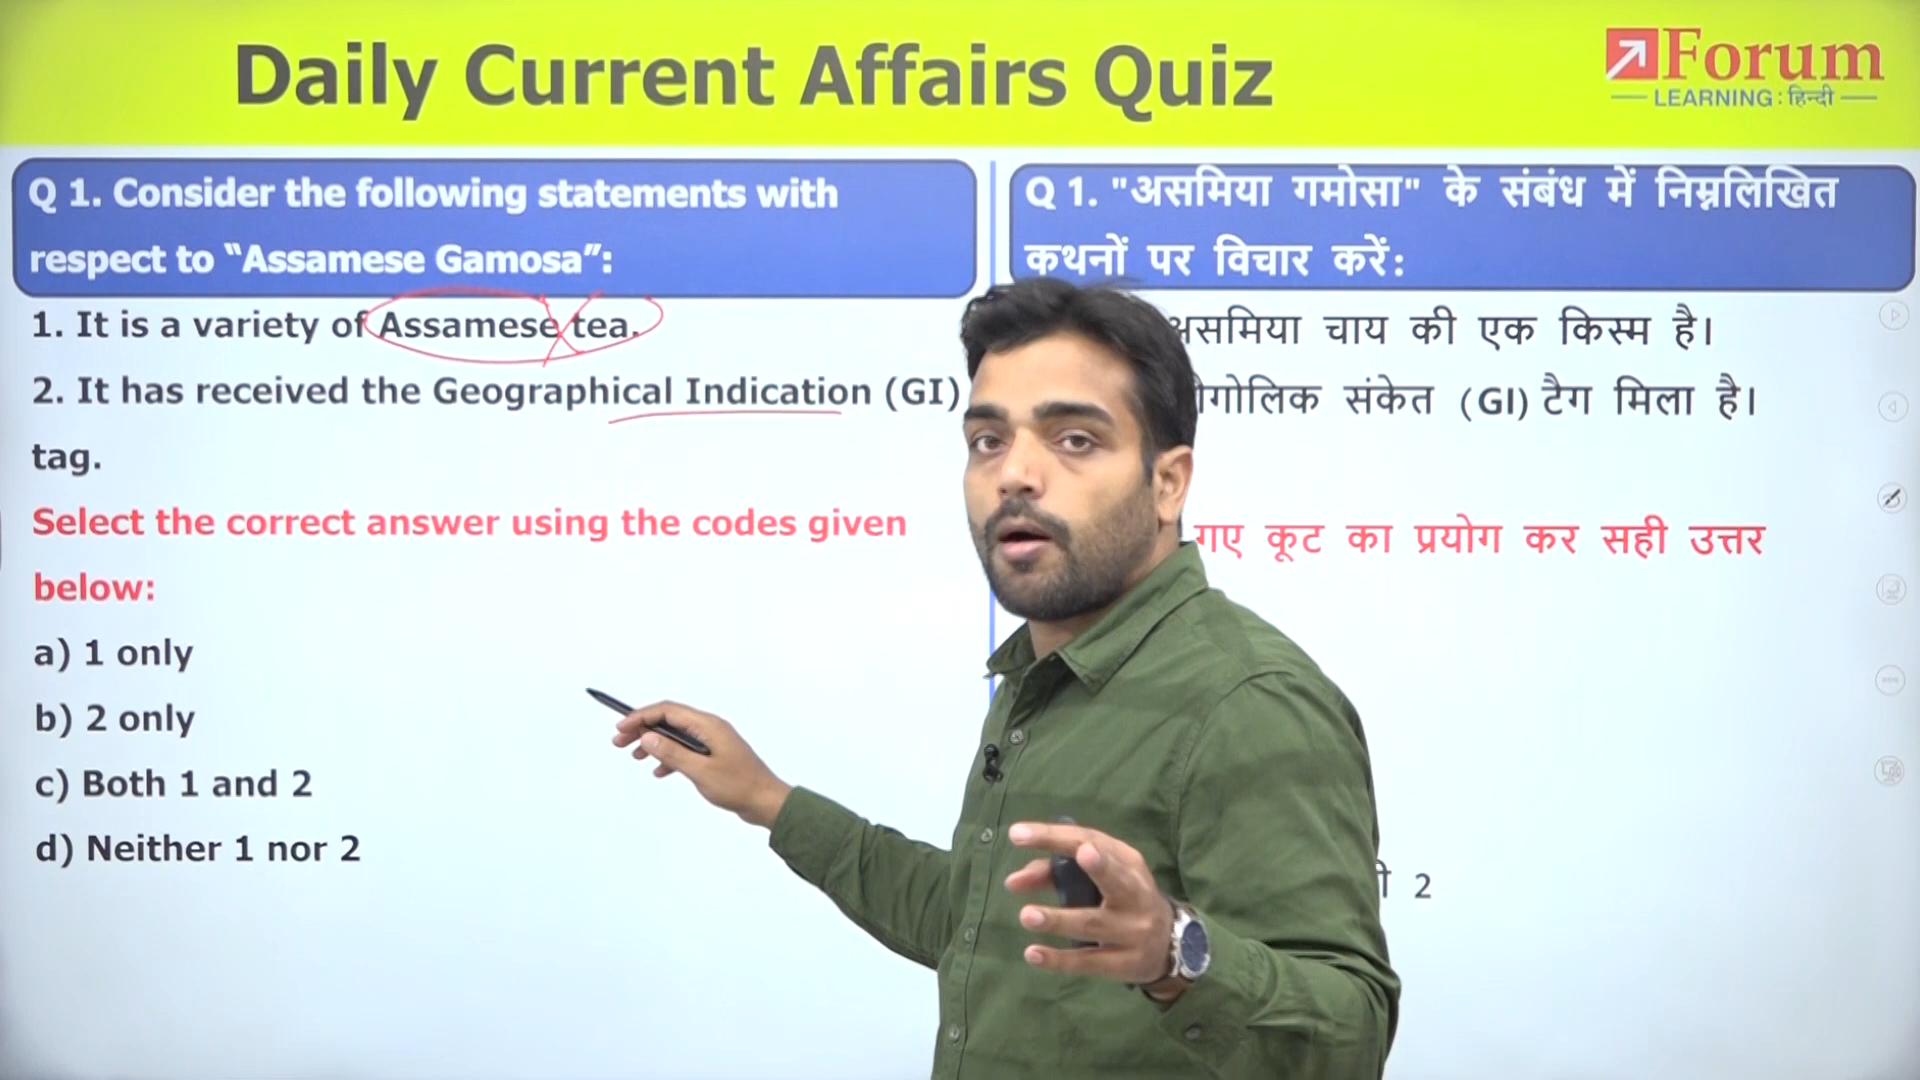 Daily Current Affairs Quiz
Forum
LEARNING : हिन्दी
Q 1. Consider the following statements with
respect to “Assamese Gamosa”:
1. It is a variety of Assamese tea.
2. It has received the Geographical Indication (GI)
tag.
Select the correct answer using the codes given
below:
a) 1 only
b) 2 only
c) Both 1 and 2
d) Neither 1 nor 2
Q 1. "असमिया गमोसा" के संबंध में निम्नलिखित
कथनों पर विचार करें:
असमिया चाय की एक किस्म है।
संकेत (GI) टैग मिला है।
गए कूट का प्रयोग कर सही उत्तर
2